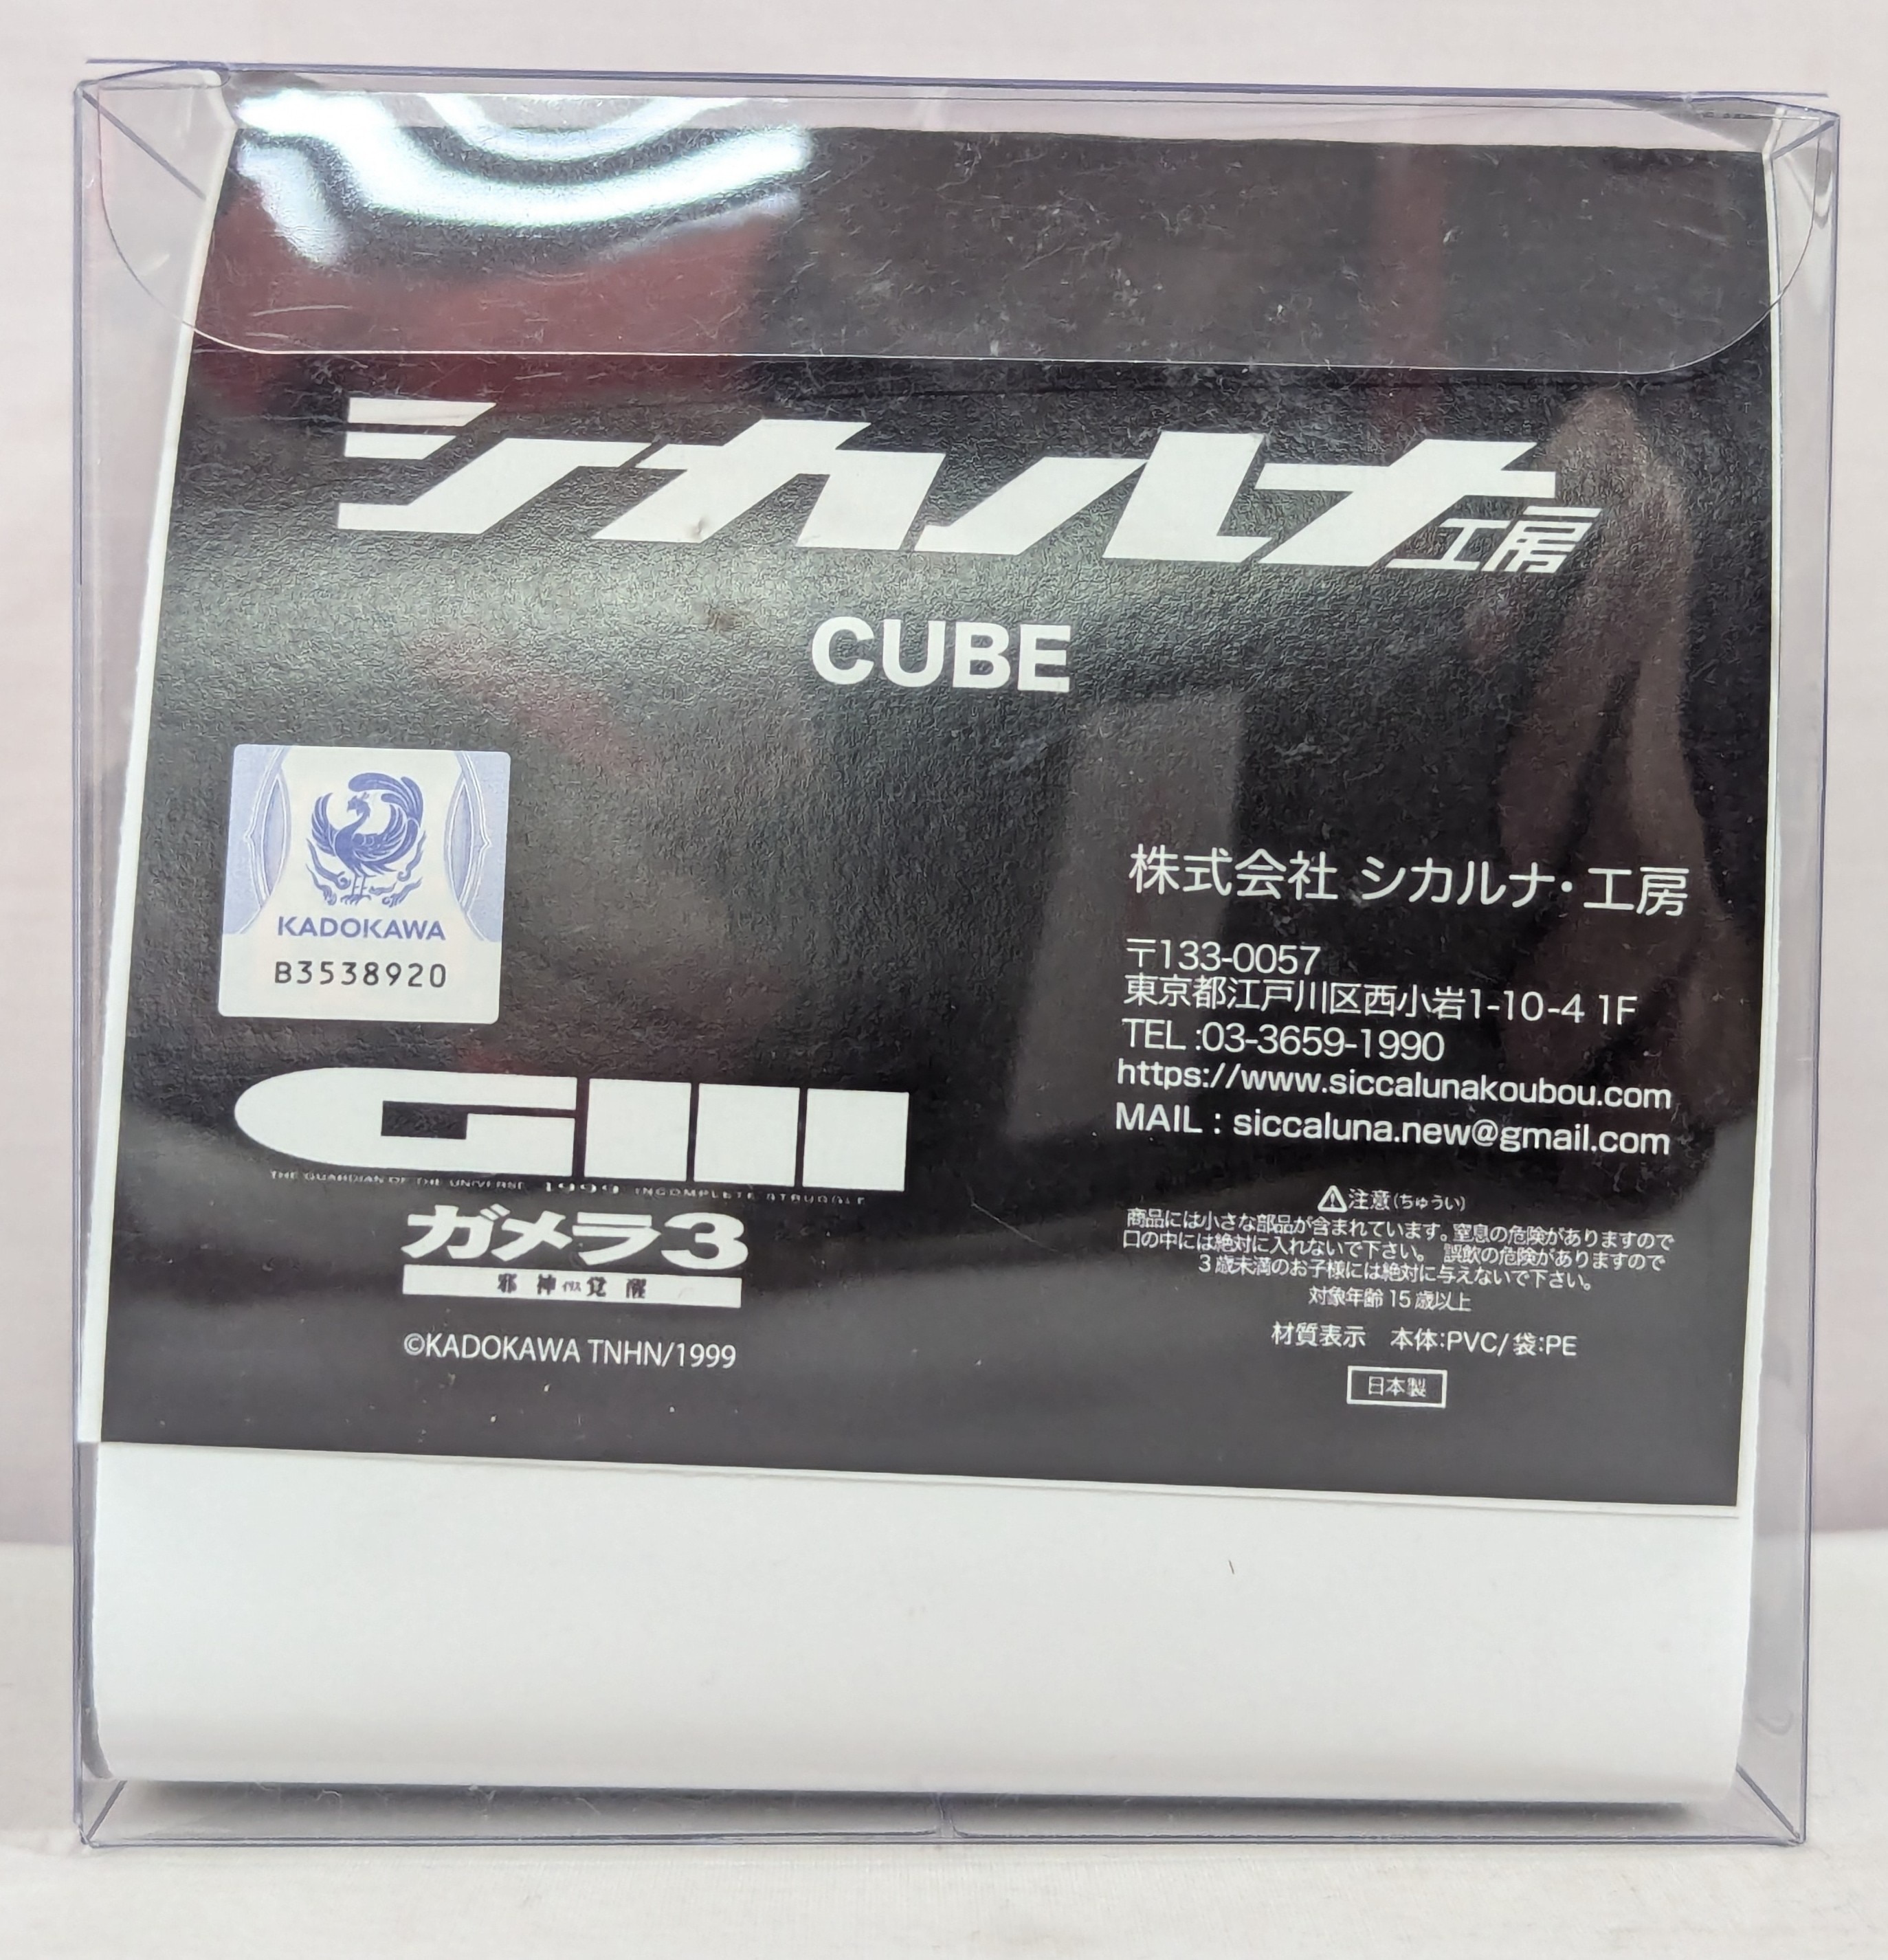 シカルナ工房
CUBE
KADOKAWA
B3538920
株式会社 シカルナ・工房
〒133-0057
東京都江戸川区西小岩1-10-4 1F
TEL :03-3659-1990
https://www.siccalunakoubou.com
MAIL : siccaluna.new@gmail.com
GIII
THE GUARDIAN OF THE UNIVERSE 1999 INCOMPLETE STRUGGLE
ガメラ3
邪神イリス覚醒
©KADOKAWA TNHN/1999
⚠注意(ちゅうい)
商品には小さな部品が含まれています。窒息の危険がありますので
口の中には絶対に入れないで下さい。 誤飲の危険がありますので
3歳未満のお子様には絶対に与えないで下さい。
対象年齢15歳以上
材質表示 本体:PVC/袋:PE
日本製